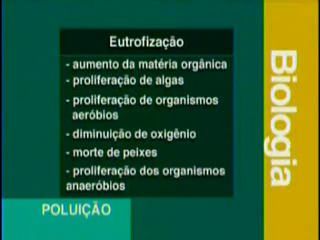 Eutrofização
- aumento da matéria orgânica
- proliferação de algas
- proliferação de organismos
aeróbios
- diminuição de oxigênio
- morte de peixes
- proliferação dos organismos
anaeróbios
POLUIÇÃO
Biologia